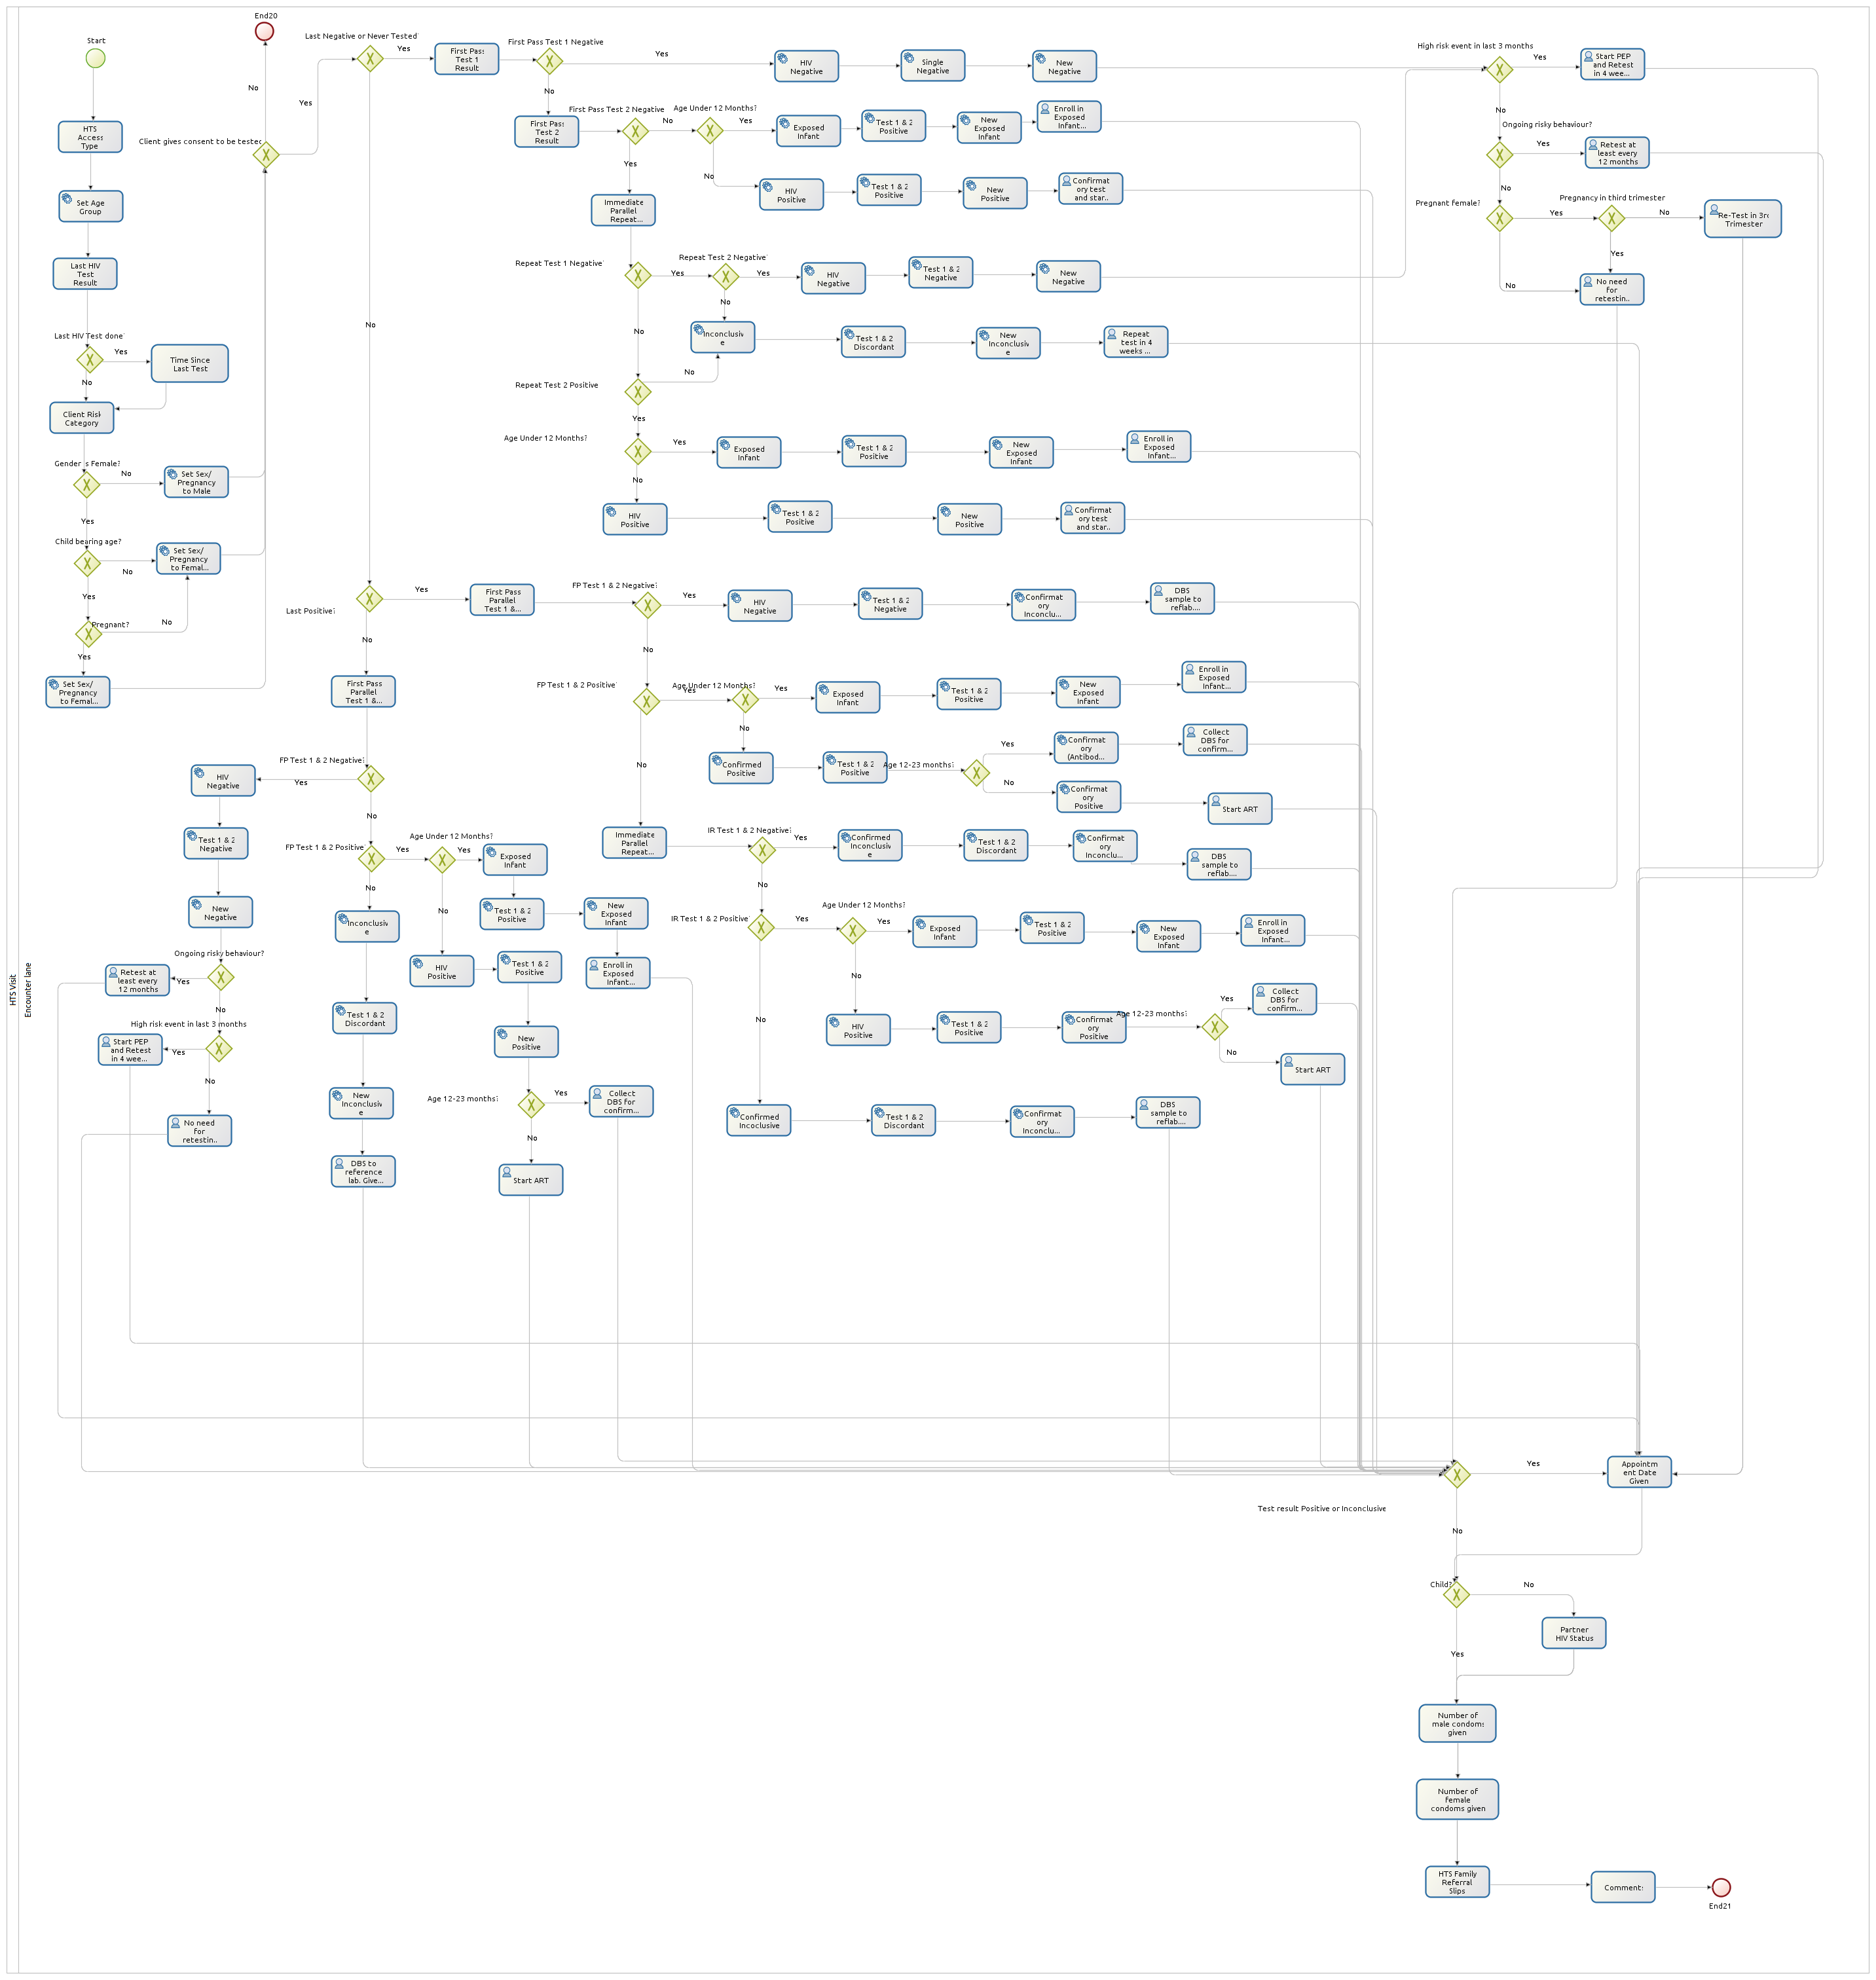 HTS Visit
Encounter lane
Start
HTS
Access
Type
Set Age
Group
Last HIV
Test
Result
Last HIV Test done
Yes
No
Time Since
Last Test
Client Risk
Category
Gender is Female?
No
Yes
Set Sex/
Pregnancy
to Male
Child bearing age?
No
Yes
Set Sex/
Pregnancy
to Femal...
Pregnant?
No
Yes
Set Sex/
Pregnancy
to Femal...
End20
No
Client gives consent to be tested
Yes
Last Negative or Never Tested
Yes
No
First Pass
Test 1
Result
First Pass Test 1 Negative
Yes
No
HIV
Negative
Single
Negative
New
Negative
First Pass
Test 2
Result
First Pass Test 2 Negative
No
Yes
Age Under 12 Months?
Yes
No
Exposed
Infant
Test 1 & 2
Positive
New
Exposed
Infant
Enroll in
Exposed
Infant...
HIV
Positive
Test 1 & 2
Positive
New
Positive
Confirmat
ory test
and star..
Immediate
Parallel
Repeat...
Repeat Test 1 Negative
Yes
No
Repeat Test 2 Negative
Yes
No
HIV
Negative
Test 1 & 2
Negative
New
Negative
Inconclusiv
e
Test 1 & 2
Discordant
New
Inconclusiv
e
Repeat
test in 4
weeks ...
Repeat Test 2 Positive
No
Yes
Age Under 12 Months?
Yes
No
Exposed
Infant
Test 1 & 2
Positive
New
Exposed
Infant
Enroll in
Exposed
Infant...
HIV
Positive
Test 1 & 2
Positive
New
Positive
Confirmat
ory test
and star..
High risk event in last 3 months
Yes
No
Start PEP
and Retest
in 4 wee...
Ongoing risky behaviour?
Yes
No
Retest at
least every
12 months
Pregnant female?
Yes
No
Pregnancy in third trimester
No
Yes
Re-Test in 3rd
Trimester
No need
for
retestin..
Last Positive?
Yes
No
First Pass
Parallel
Test 1 &...
FP Test 1 & 2 Negative?
Yes
No
HIV
Negative
Test 1 & 2
Negative
Confirmat
ory
Inconclu...
DBS
sample to
reflab....
FP Test 1 & 2 Positive
Yes
No
Age Under 12 Months?
Yes
No
Exposed
Infant
Test 1 & 2
Positive
New
Exposed
Infant
Enroll in
Exposed
Infant...
Confirmed
Positive
Test 1 & 2
Positive
Age 12-23 months?
Yes
No
Confirmat
ory
(Antibod...
Collect
DBS for
confirm...
Confirmat
ory
Positive
Start ART
Immediate
Parallel
Repeat...
IR Test 1 & 2 Negative?
Yes
No
Confirmed
Inconclusiv
e
Test 1 & 2
Discordant
Confirmat
ory
Inconclu...
DBS
sample to
reflab....
IR Test 1 & 2 Positive
Yes
No
Age Under 12 Months?
Yes
No
Exposed
Infant
Test 1 & 2
Positive
New
Exposed
Infant
Enroll in
Exposed
Infant...
HIV
Positive
Test 1 & 2
Positive
Confirmat
ory
Positive
Age 12-23 months?
Yes
No
Collect
DBS for
confirm...
Start ART
Confirmed
Incoclusive
Test 1 & 2
Discordant
Confirmat
ory
Inconclu...
DBS
sample to
reflab....
First Pass
Parallel
Test 1 &...
FP Test 1 & 2 Negative
Yes
No
HIV
Negative
Test 1 & 2
Negative
New
Negative
Ongoing risky behaviour?
Yes
No
Retest at
least every
12 months
High risk event in last 3 months
Yes
No
Start PEP
and Retest
in 4 wee...
No need
for
retestin..
FP Test 1 & 2 Positive
Yes
No
Age Under 12 Months?
Yes
No
Exposed
Infant
Test 1 & 2
Positive
New
Exposed
Infant
Enroll in
Exposed
Infant...
HIV
Positive
Test 1 & 2
Positive
New
Positive
Age 12-23 months?
Yes
No
Collect
DBS for
confirm...
Start ART
Inconclusiv
e
Test 1 & 2
Discordant
New
Inconclusiv
e
DBS to
reference
lab. Give...
Test result Positive or Inconclusive
Yes
No
Appointm
ent Date
Given
Child?
No
Yes
Partner
HIV Status
Number of
male condoms
given
Number of
female
condoms given
HTS Family
Referral
Slips
Comments
End21